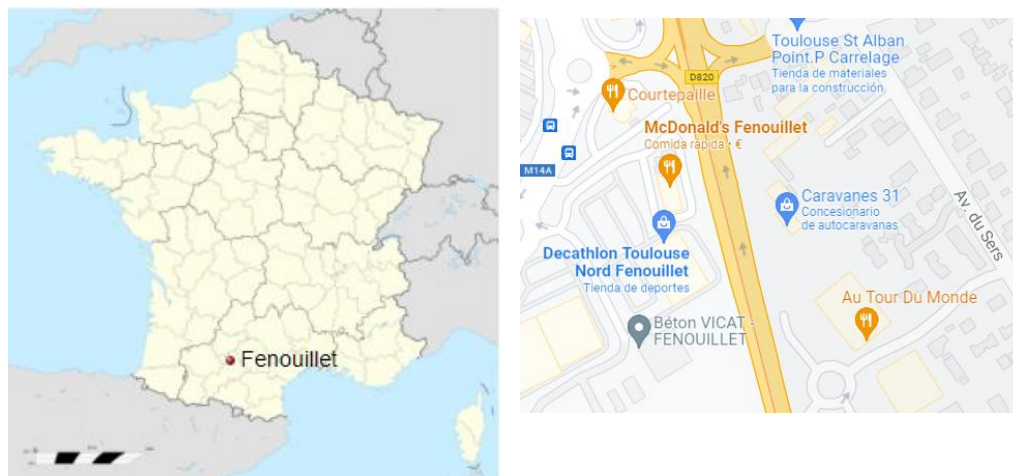 Fenouillet
Toulouse St Alban
Point.P Carrelage
Tienda de materiales
para la construcción
D820
Courtepaille
McDonald's Fenouillet
Comida rápida • €
M14A
Caravanes 31
Concesionario
de autocaravanas
Av. du Sers
Decathlon Toulouse
Nord Fenouillet
Tienda de deportes
Au Tour Du Monde
Béton VICAT -
FENOUILLET